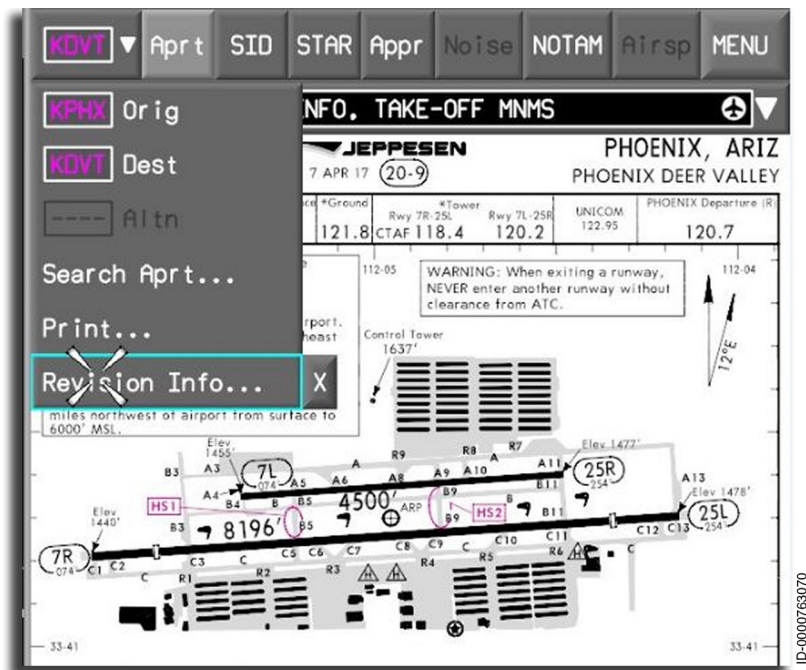 KDVT Aprt SID STAR Appr Noise NOTAM Airsp MENU
KPHX Orig
KDVT Dest
---- Altn
Search Aprt...
Print...
Revision Info... X
NFO, TAKE-OFF MNMS
JEPPESEN
7 APR 17 20-9
PHOENIX, ARIZ
PHOENIX DEER VALLEY
*Ground
121.8
*Tower
Rwy 7R-25L Rwy 7L-25R
CTAF 118.4 120.2
UNICOM
122.95
PHOENIX Departure (R)
120.7
112-05
112-04
WARNING: When exiting a runway,
NEVER enter another runway without
clearance from ATC.
rport.
heast
miles northwest of airport from surface to
6000' MSL.
Control Tower
1637'
12°E
Elev
1455'
Elev 1477'
Elev 1478'
Elev
1440'
R9 R8 R7
B3 A3 7L 074° A5 A6 A A8 A9 A10 A A11 25R 254° A13
A4 B4 B B5 4500' B9 B B11
HS1 ARP HS2
B3 8196' B5 B9 B11 25L 254°
7R 074° C1 C2 C3 C C5 C6 C7 C8 C9 C C10 C11 C12 C13
C R1 R2 R3 H H R4 R5 R6 H C
33-41
33-41
ID-0000763070